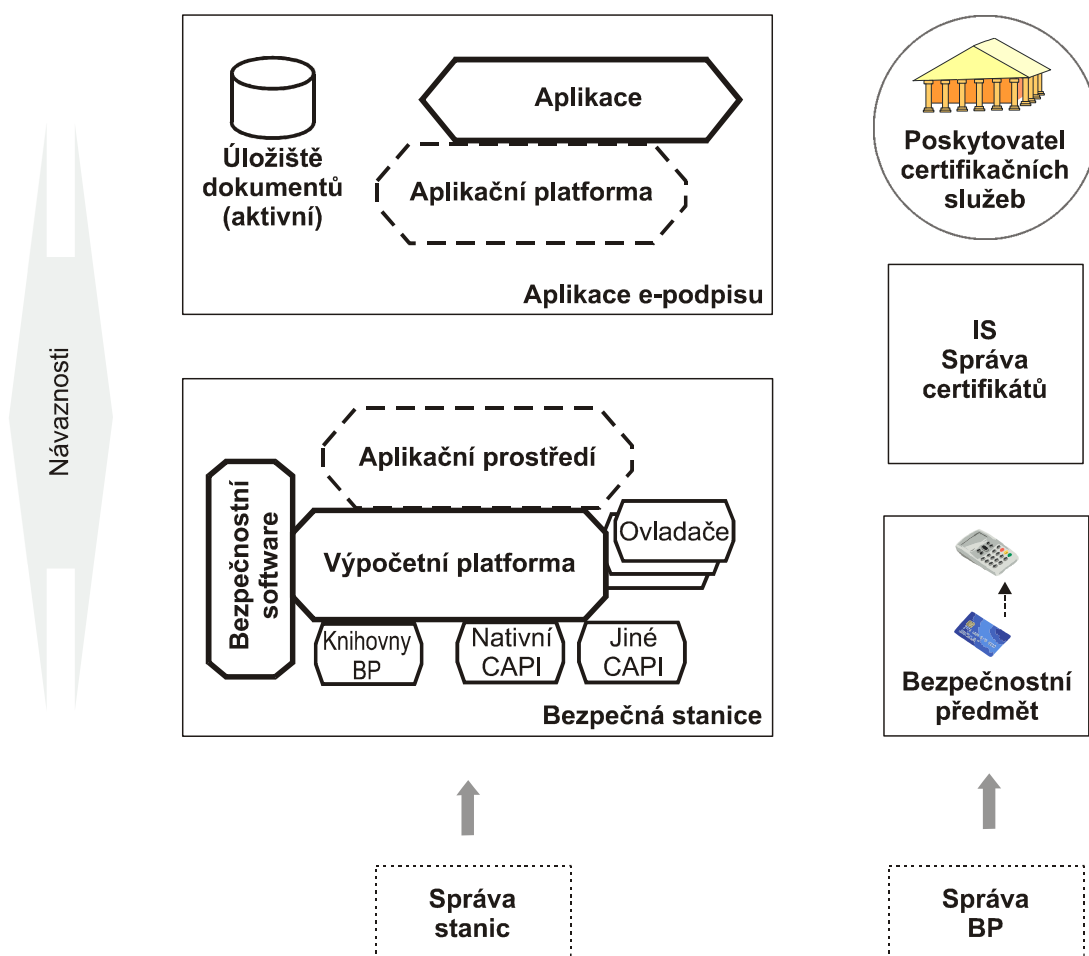 Úložiště
dokumentů
(aktivní)
Aplikace
Aplikační platforma
Aplikace e-podpisu
Poskytovatel
certifikačních
služeb
Návaznosti
IS
Správa
certifikátů
Aplikační prostředí
Bezpečnostní
software
Výpočetní platforma
Ovladače
Knihovny
BP
Nativní
CAPI
Jiné
CAPI
Bezpečná stanice
Bezpečnostní
předmět
Správa
stanic
Správa
BP